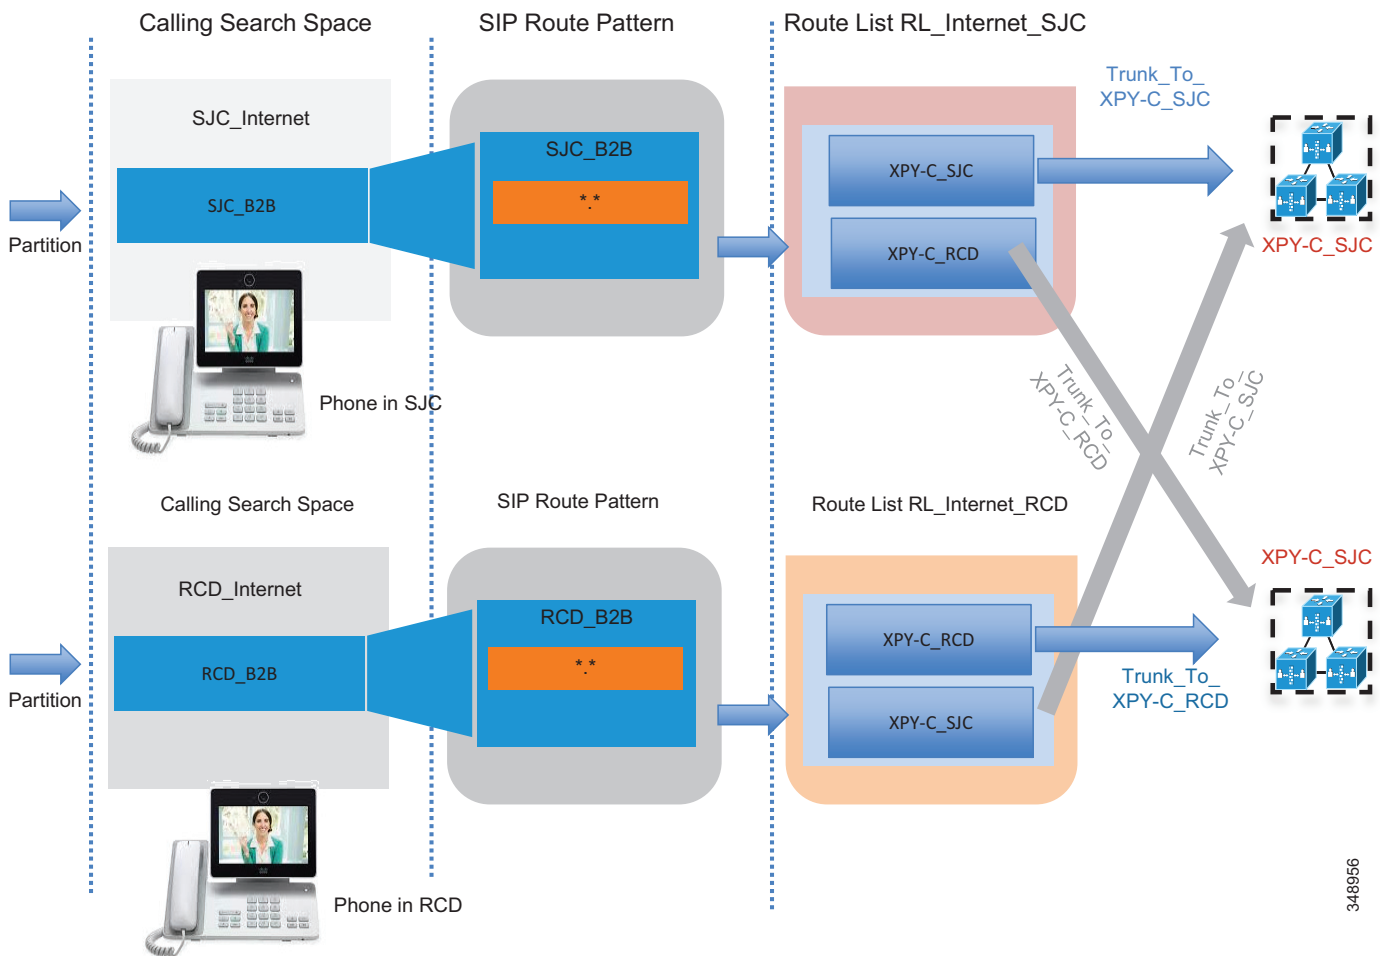 Calling Search Space
SIP Route Pattern
Route List RL_Internet_SJC
SJC_Internet
SJC_B2B
Partition
SJC_B2B
*.*
XPY-C_SJC
XPY-C_RCD
Trunk_To_
XPY-C_SJC
XPY-C_SJC
Phone in SJC
Trunk_To_
XPY-C_RCD
Trunk_To_
XPY-C_SJC
Calling Search Space
SIP Route Pattern
Route List RL_Internet_RCD
RCD_Internet
RCD_B2B
Partition
RCD_B2B
*.*
XPY-C_RCD
XPY-C_SJC
Trunk_To_
XPY-C_RCD
XPY-C_SJC
Phone in RCD
348956